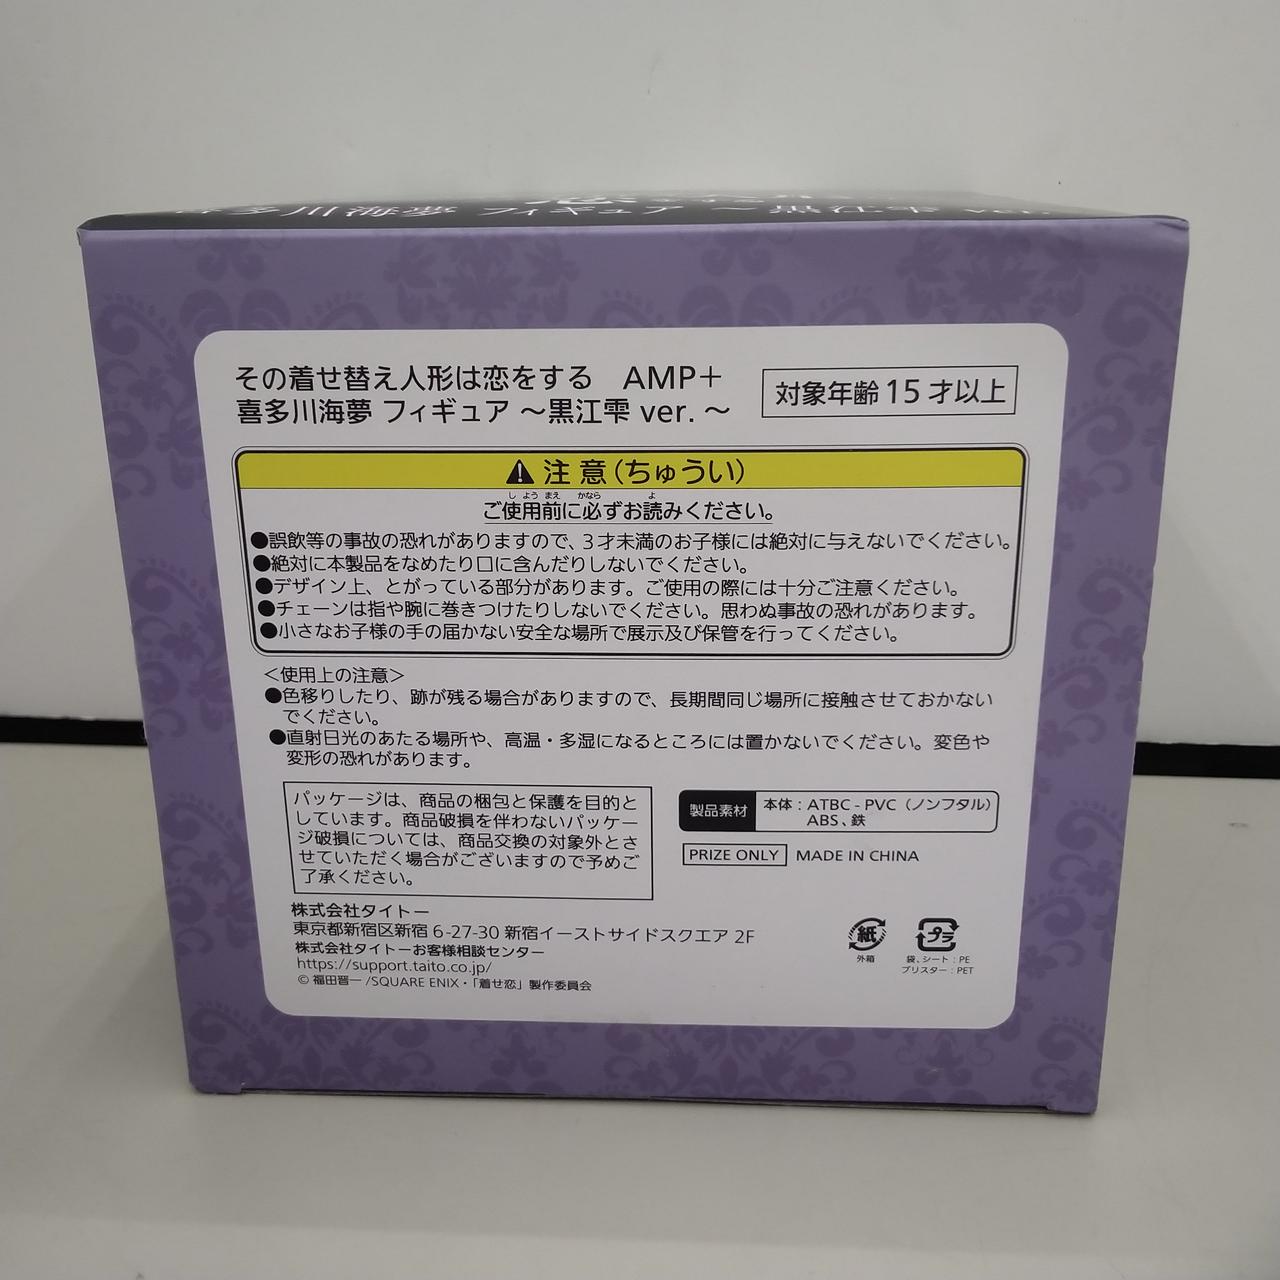 喜多川海夢 フィギュア ～黒江雫 ver.
その着せ替え人形は恋をする　AMP＋
喜多川海夢 フィギュア ～黒江雫 ver. ～
対象年齢 15 才以上
注 意（ちゅうい）
し よう まえ かなら よ
ご使用前に必ずお読みください。
●誤飲等の事故の恐れがありますので、3才未満のお子様には絶対に与えないでください。
●絶対に本製品をなめたり口に含んだりしないでください。
●デザイン上、とがっている部分があります。ご使用の際には十分ご注意ください。
●チェーンは指や腕に巻きつけたりしないでください。思わぬ事故の恐れがあります。
●小さなお子様の手の届かない安全な場所で展示及び保管を行ってください。
＜使用上の注意＞
●色移りしたり、跡が残る場合がありますので、長期間同じ場所に接触させておかない
でください。
●直射日光のあたる場所や、高温・多湿になるところには置かないでください。変色や
変形の恐れがあります。
パッケージは、商品の梱包と保護を目的と
しています。商品破損を伴わないパッケー
ジ破損については、商品交換の対象外とさ
せていただく場合がございますので予めご
了承ください。
製品素材
本体：ATBC - PVC（ノンフタル）
ABS、鉄
PRIZE ONLY MADE IN CHINA
株式会社タイトー
東京都新宿区新宿 6-27-30 新宿イーストサイドスクエア 2F
株式会社タイトーお客様相談センター
https://support.taito.co.jp/
© 福田晋一 /SQUARE ENIX・「着せ恋」製作委員会
紙
外箱
プラ
袋、シート：PE
ブリスター：PET